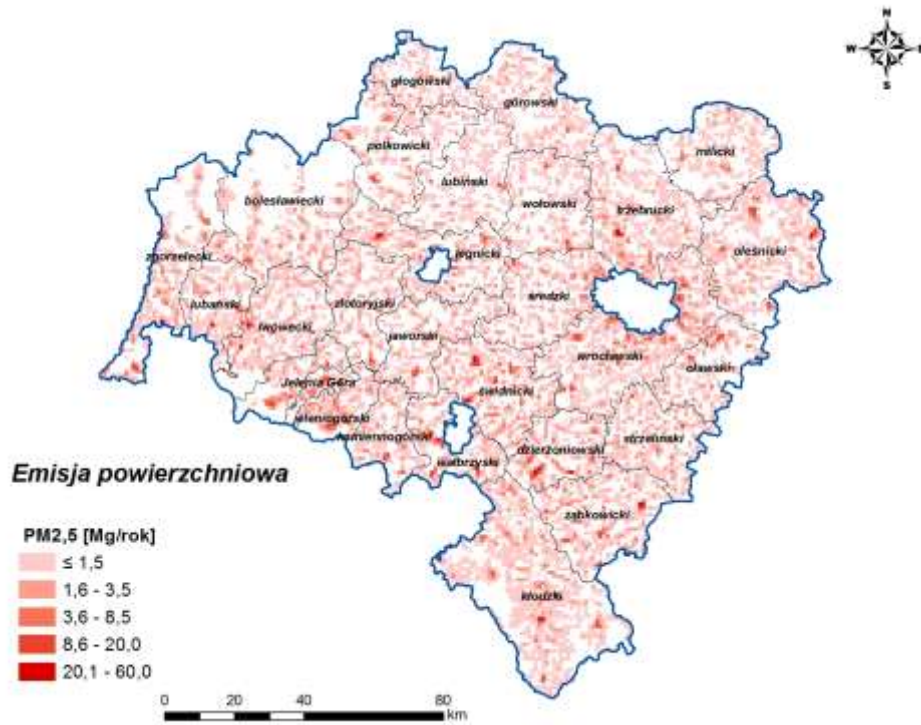 N
W E
S
głogówski
górowski
polkowicki
milicki
lubiński
bolesławiecki
wołowski
trzebnicki
oleśnicki
zgorzelecki
legnicki
średzki
lubański
złotoryjski
lwówecki
jaworski
wrocławski
oławski
Jelenia Góra
świdnicki
jeleniogórski
kamiennogórski
dzierżoniowski
strzeliński
wałbrzyski
Emisja powierzchniowa
ząbkowicki
PM2,5 [Mg/rok]
≤ 1,5
1,6 - 3,5
kłodzki
3,6 - 8,5
8,6 - 20,0
20,1 - 60,0
0 20 40 80
km